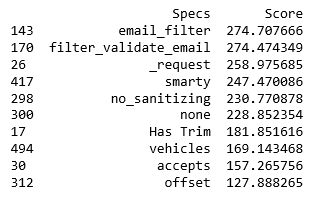 Specs Score
143 email_filter 274.707666
170 filter_validate_email 274.474349
26 _request 258.975685
417 smarty 247.470086
298 no_sanitizing 230.770878
300 none 228.852354
17 Has Trim 181.851616
494 vehicles 169.143468
30 accepts 157.265756
312 offset 127.888265